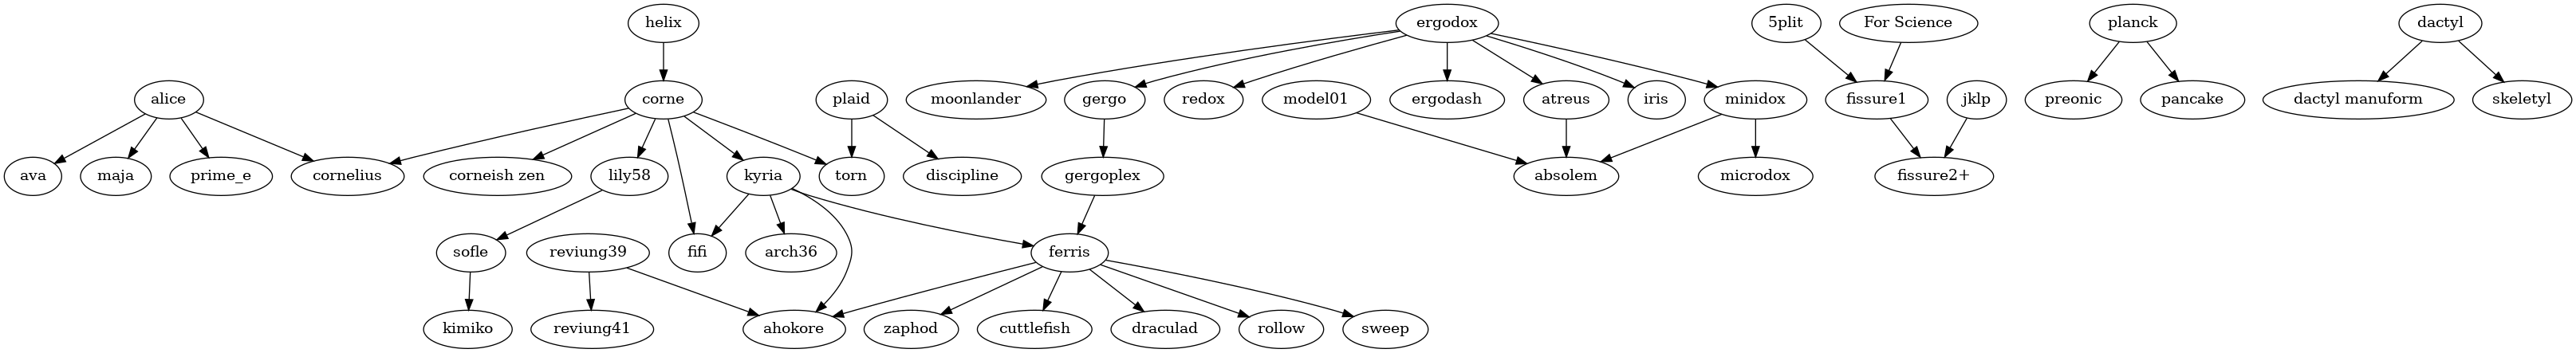 helix
ergodox
5plit
For Science
planck
dactyl
alice
corne
plaid
moonlander
gergo
redox
model01
ergodash
atreus
iris
minidox
fissure1
jklp
preonic
pancake
dactyl manuform
skeletyl
ava
maja
prime_e
cornelius
corneish zen
lily58
kyria
torn
discipline
gergoplex
absolem
microdox
fissure2+
sofle
reviung39
fifi
arch36
ferris
kimiko
reviung41
ahokore
zaphod
cuttlefish
draculad
rollow
sweep